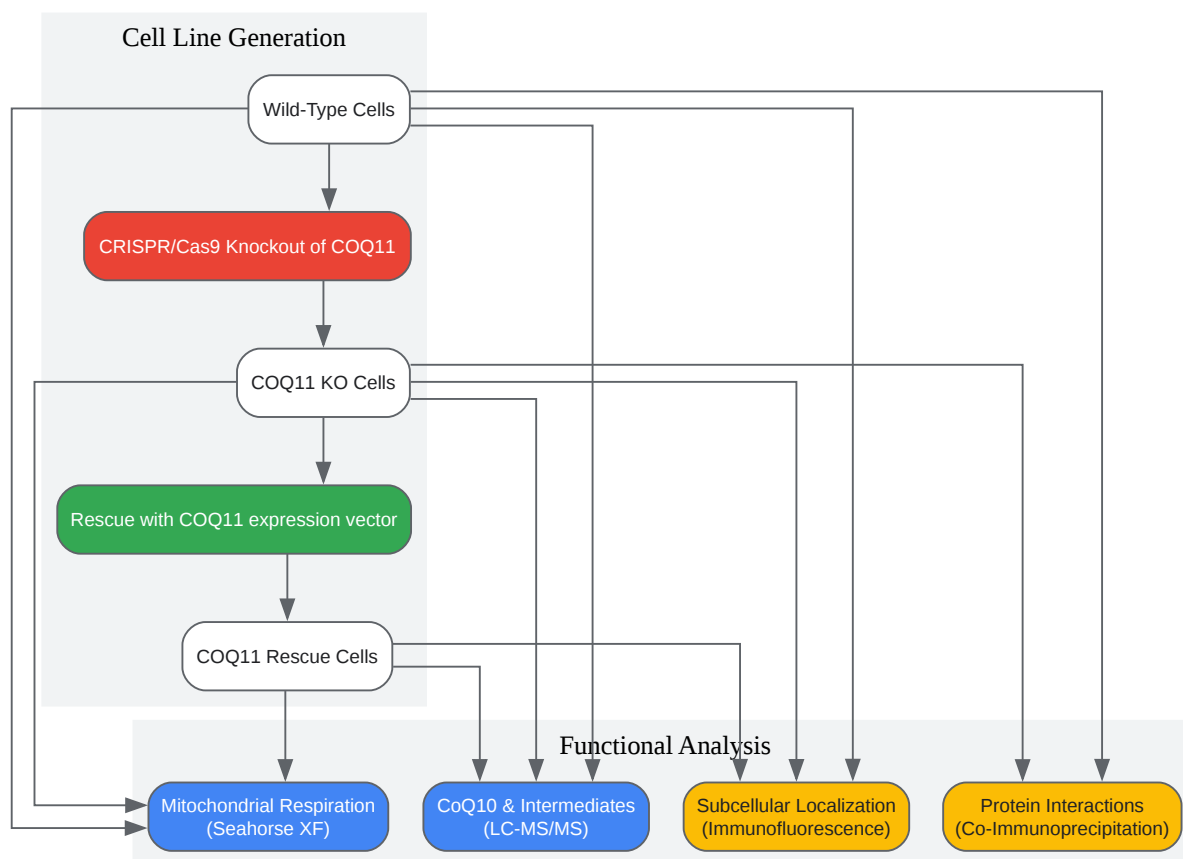 Cell Line Generation
Wild-Type Cells
CRISPR/Cas9 Knockout of COQ11
COQ11 KO Cells
Rescue with COQ11 expression vector
COQ11 Rescue Cells
Functional Analysis
Mitochondrial Respiration
(Seahorse XF)
CoQ10 & Intermediates
(LC-MS/MS)
Subcellular Localization
(Immunofluorescence)
Protein Interactions
(Co-Immunoprecipitation)